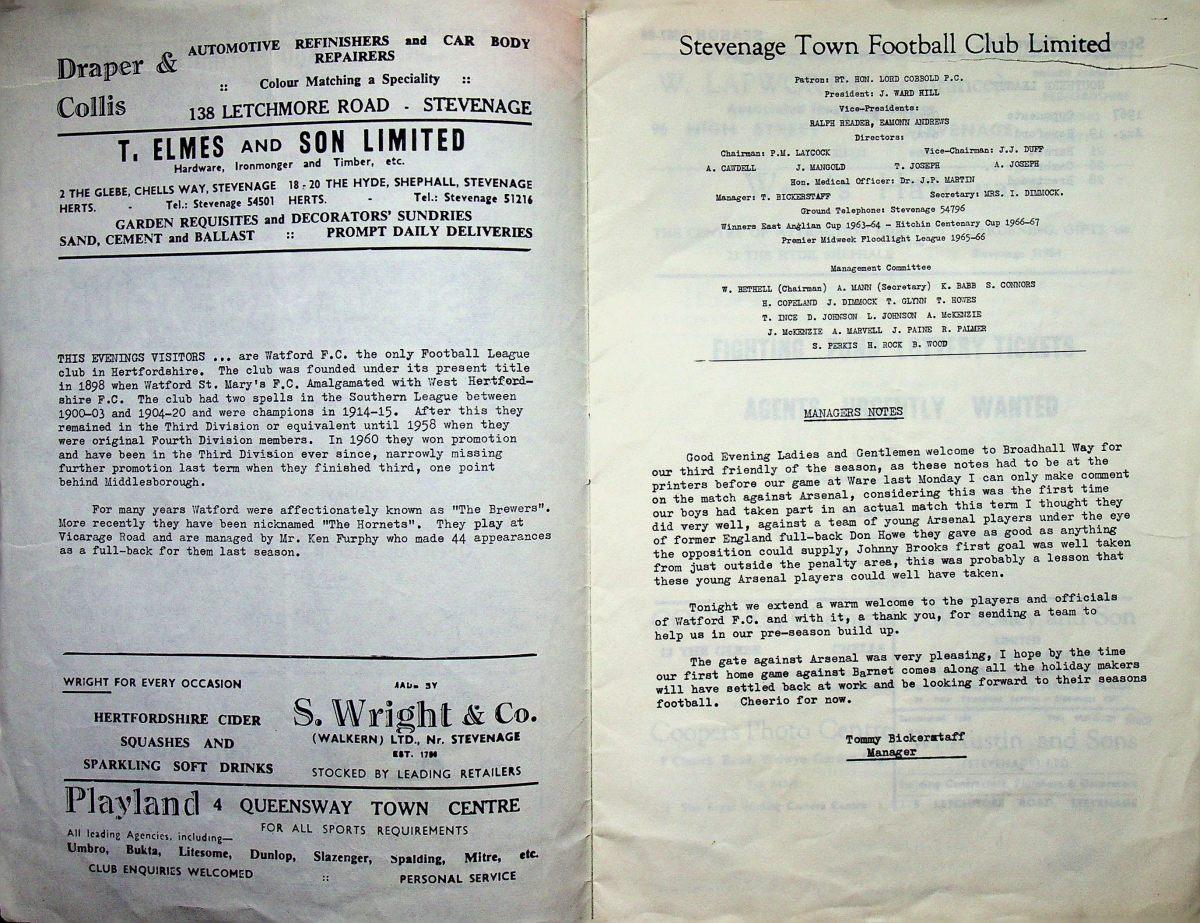 Draper &
Collis
AUTOMOTIVE REFINISHERS and CAR BODY
REPAIRERS
:: Colour Matching a Speciality ::
138 LETCHMORE ROAD - STEVENAGE
T. ELMES AND SON LIMITED
Hardware, Ironmonger and Timber, etc.
2 THE GLEBE, CHELLS WAY, STEVENAGE 18-20 THE HYDE, SHEPHALL, STEVENAGE
HERTS. - Tel.: Stevenage 54501 HERTS. - Tel.: Stevenage 51216
GARDEN REQUISITES and DECORATORS' SUNDRIES
SAND, CEMENT and BALLAST :: PROMPT DAILY DELIVERIES
THIS EVENINGS VISITORS ... are Watford F.C. the only Football League
club in Hertfordshire. The club was founded under its present title
in 1898 when Watford St. Mary's F.C. Amalgamated with West Hertford-
shire F.C. The club had two spells in the Southern League between
1900-03 and 1904-20 and were champions in 1914-15. After this they
remained in the Third Division or equivalent until 1958 when they
were original Fourth Division members. In 1960 they won promotion
and have been in the Third Division ever since, narrowly missing
further promotion last term when they finished third, one point
behind Middlesborough.
For many years Watford were affectionately known as "The Brewers".
More recently they have been nicknamed "The Hornets". They play at
Vicarage Road and are managed by Mr. Ken Furphy who made 44 appearances
as a full-back for them last season.
WRIGHT FOR EVERY OCCASION
HERTFORDSHIRE CIDER
SQUASHES AND
SPARKLING SOFT DRINKS
MADE BY
S. Wright & Co.
(WALKERN) LTD., Nr. STEVENAGE
EST. 1790
STOCKED BY LEADING RETAILERS
Playland 4 QUEENSWAY TOWN CENTRE
FOR ALL SPORTS REQUIREMENTS
All leading Agencies, including—
Umbro, Bukta, Litesome, Dunlop, Slazenger, Spalding, Mitre, etc.
CLUB ENQUIRIES WELCOMED :: PERSONAL SERVICE
Stevenage Town Football Club Limited
Patron: RT. HON. LORD COBBOLD P.C.
President: J. WARD HILL
Vice-Presidents:
RALPH READER, EAMONN ANDREWS
Directors:
Chairman: P.M. LAYCOCK Vice-Chairman: J.J. DUFF
A. CAWDELL J. MANGOLD T. JOSEPH A. JOSEPH
Hon. Medical Officer: Dr. J.P. MARTIN
Manager: T. BICKERSTAFF Secretary: MRS. I. DIMMOCK.
Ground Telephone: Stevenage 54796
Winners East Anglian Cup 1963-64 - Hitchin Centenary Cup 1966-67
Premier Midweek Floodlight League 1965-66
Management Committee
W. BETHELL (Chairman) A. MANN (Secretary) K. BABB S. CONNORS
H. COPELAND J. DIMMOCK T. GLYNN T. HOWES
T. INCE D. JOHNSON L. JOHNSON A. McKENZIE
J. McKENZIE A. MARVELL J. PAINE R. PALMER
S. PERKIS H. ROCK B. WOOD
MANAGERS NOTES
Good Evening Ladies and Gentlemen welcome to Broadhall Way for
our third friendly of the season, as these notes had to be at the
printers before our game at Ware last Monday I can only make comment
on the match against Arsenal, considering this was the first time
our boys had taken part in an actual match this term I thought they
did very well, against a team of young Arsenal players under the eye
of former England full-back Don Howe they gave as good as anything
the opposition could supply, Johnny Brooks first goal was well taken
from just outside the penalty area, this was probably a lesson that
these young Arsenal players could well have taken.
Tonight we extend a warm welcome to the players and officials
of Watford F.C. and with it, a thank you, for sending a team to
help us in our pre-season build up.
The gate against Arsenal was very pleasing, I hope by the time
our first home game against Barnet comes along all the holiday makers
will have settled back at work and be looking forward to their seasons
football. Cheerio for now.
Tommy Bickerstaff
Manager